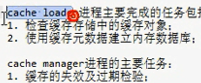 cache load 进程主要完成的任务包括
1. 检查缓存存储中的缓存对象；
2. 使用缓存元数据建立内存数据库；
cache manager进程的主要任务：
1. 缓存的失效及过期检验；